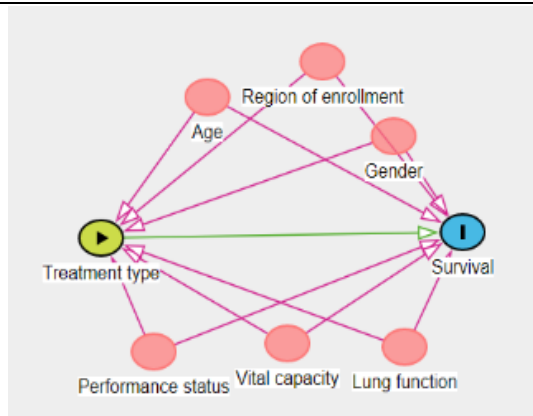 Region of enrollment
Age
Gender
Treatment type
Survival
Performance status
Vital capacity
Lung function